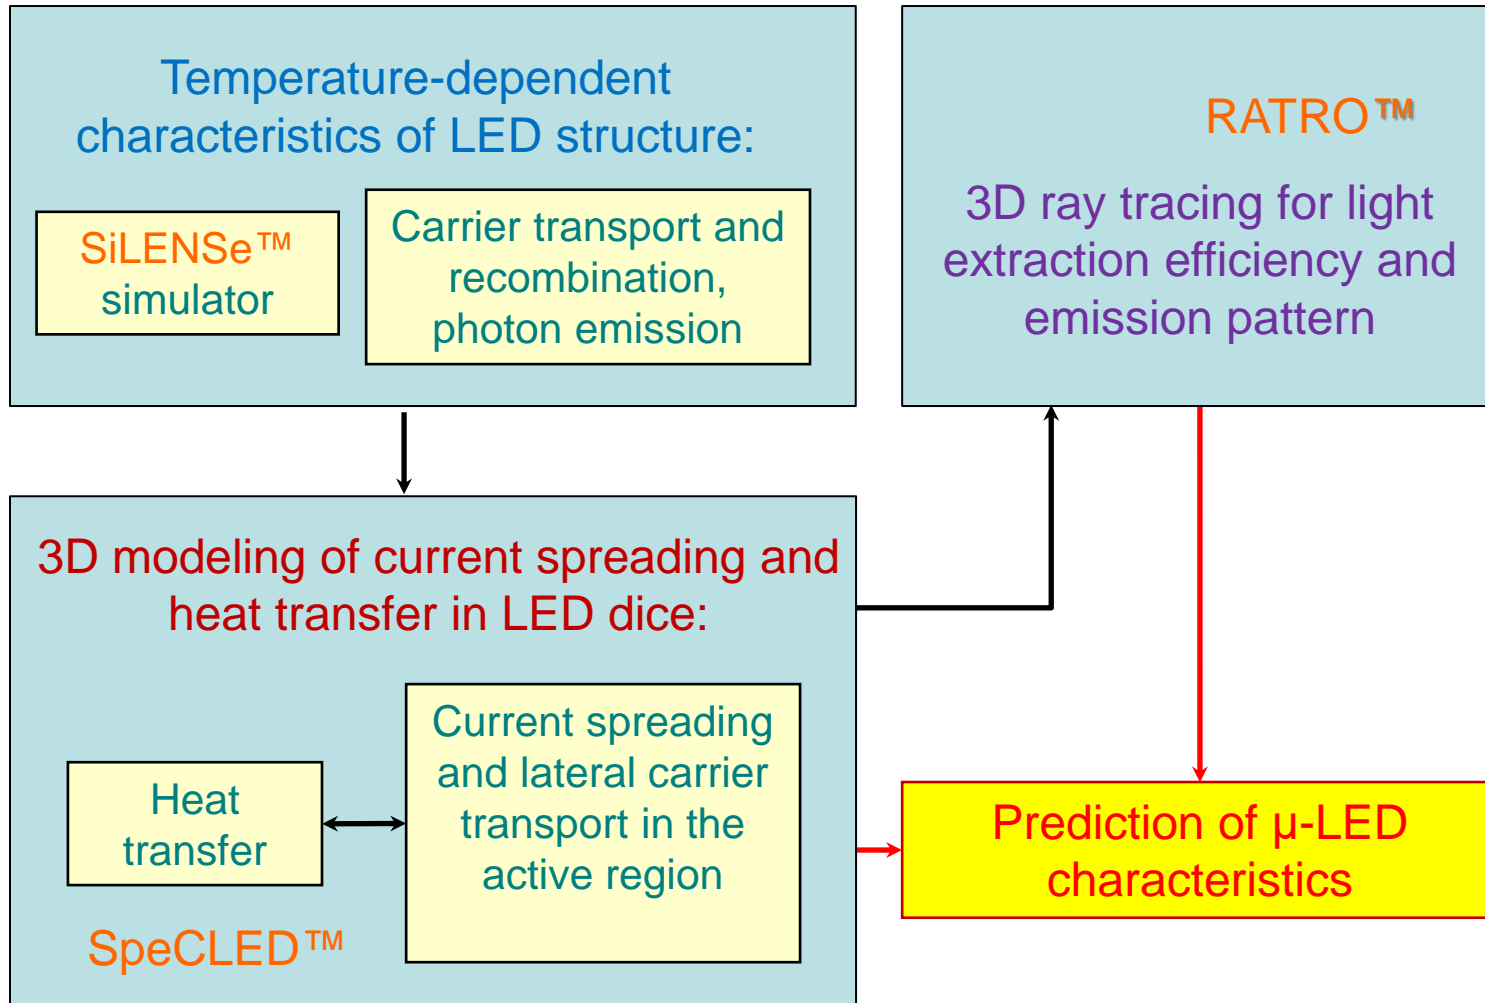 Temperature-dependent
characteristics of LED structure:
SiLENSe™
simulator
Carrier transport and
recombination,
photon emission
RATRO™
3D ray tracing for light
extraction efficiency and
emission pattern
3D modeling of current spreading and
heat transfer in LED dice:
Heat
transfer
Current spreading
and lateral carrier
transport in the
active region
SpeCLED™
Prediction of μ-LED
characteristics